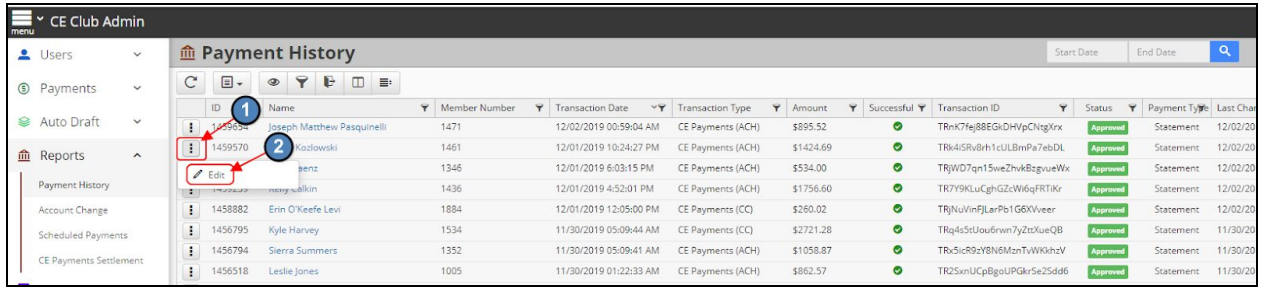 menu CE Club Admin
Users
Payments
Auto Draft
Reports
Payment History
Account Change
Scheduled Payments
CE Payments Settlement
Payment History
Start Date End Date
ID Name Member Number Transaction Date Transaction Type Amount Successful Transaction ID Status Payment Type Last Chan
1
1459654 Joseph Matthew Pasquinelli 1471 12/02/2019 00:59:04 AM CE Payments (ACH) $895.52 TRnK7fej88EGkDHVpCNtgXrx Approved Statement 12/02/20
2
1459570 Kozlowski 1461 12/01/2019 10:24:27 PM CE Payments (ACH) $1424.69 TRk4iSRv8rh1cULBmPa7ebDL Approved Statement 12/02/20
Edit
aenz 1346 12/01/2019 6:03:15 PM CE Payments (ACH) $534.00 TRjWD7qn15weZhvkBzgvueWx Approved Statement 12/02/20
1459259 Kelly Calkin 1436 12/01/2019 4:52:01 PM CE Payments (ACH) $1756.60 TR7Y9KLuCghGZcWi6qFRTiKr Approved Statement 12/02/20
1458882 Erin O'Keefe Levi 1884 12/01/2019 12:05:00 PM CE Payments (CC) $260.02 TRjNuVinFJLarPb1G6XVveer Approved Statement 12/02/20
1456795 Kyle Harvey 1534 11/30/2019 05:09:44 AM CE Payments (CC) $2721.28 TRq4s5tUou6rwn7yZttXueQB Approved Statement 11/30/20
1456794 Sierra Summers 1352 11/30/2019 05:09:41 AM CE Payments (ACH) $1058.87 TRx5icR9zY8N6MznTvWKkhzV Approved Statement 11/30/20
1456518 Leslie Jones 1005 11/30/2019 01:22:33 AM CE Payments (ACH) $862.57 TR2SxnUCpBgoUPGkrSe2Sdd6 Approved Statement 11/30/20